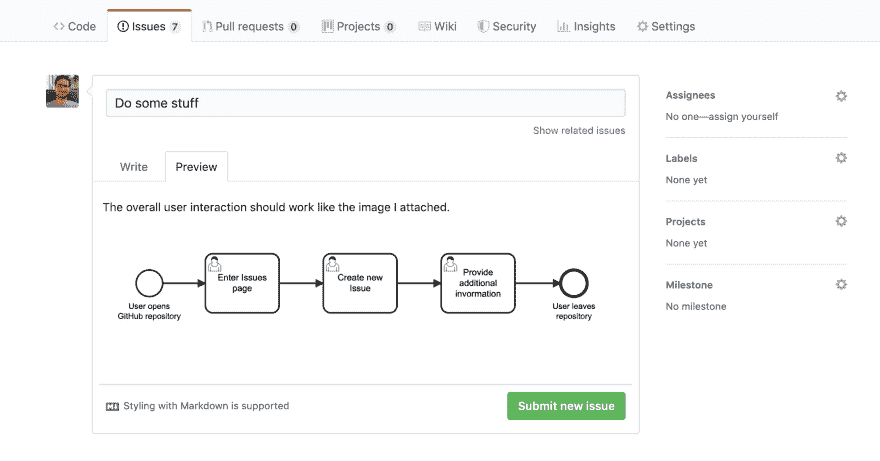 Code Issues 7 Pull requests 0 Projects 0 Wiki Security Insights Settings
Do some stuff
Show related issues
Write Preview
The overall user interaction should work like the image I attached.
User opens
GitHub repository
Enter Issues
page
Create new
Issue
Provide
additional
invormation
User leaves
repository
Styling with Markdown is supported
Submit new issue
Assignees
No one—assign yourself
Labels
None yet
Projects
None yet
Milestone
No milestone